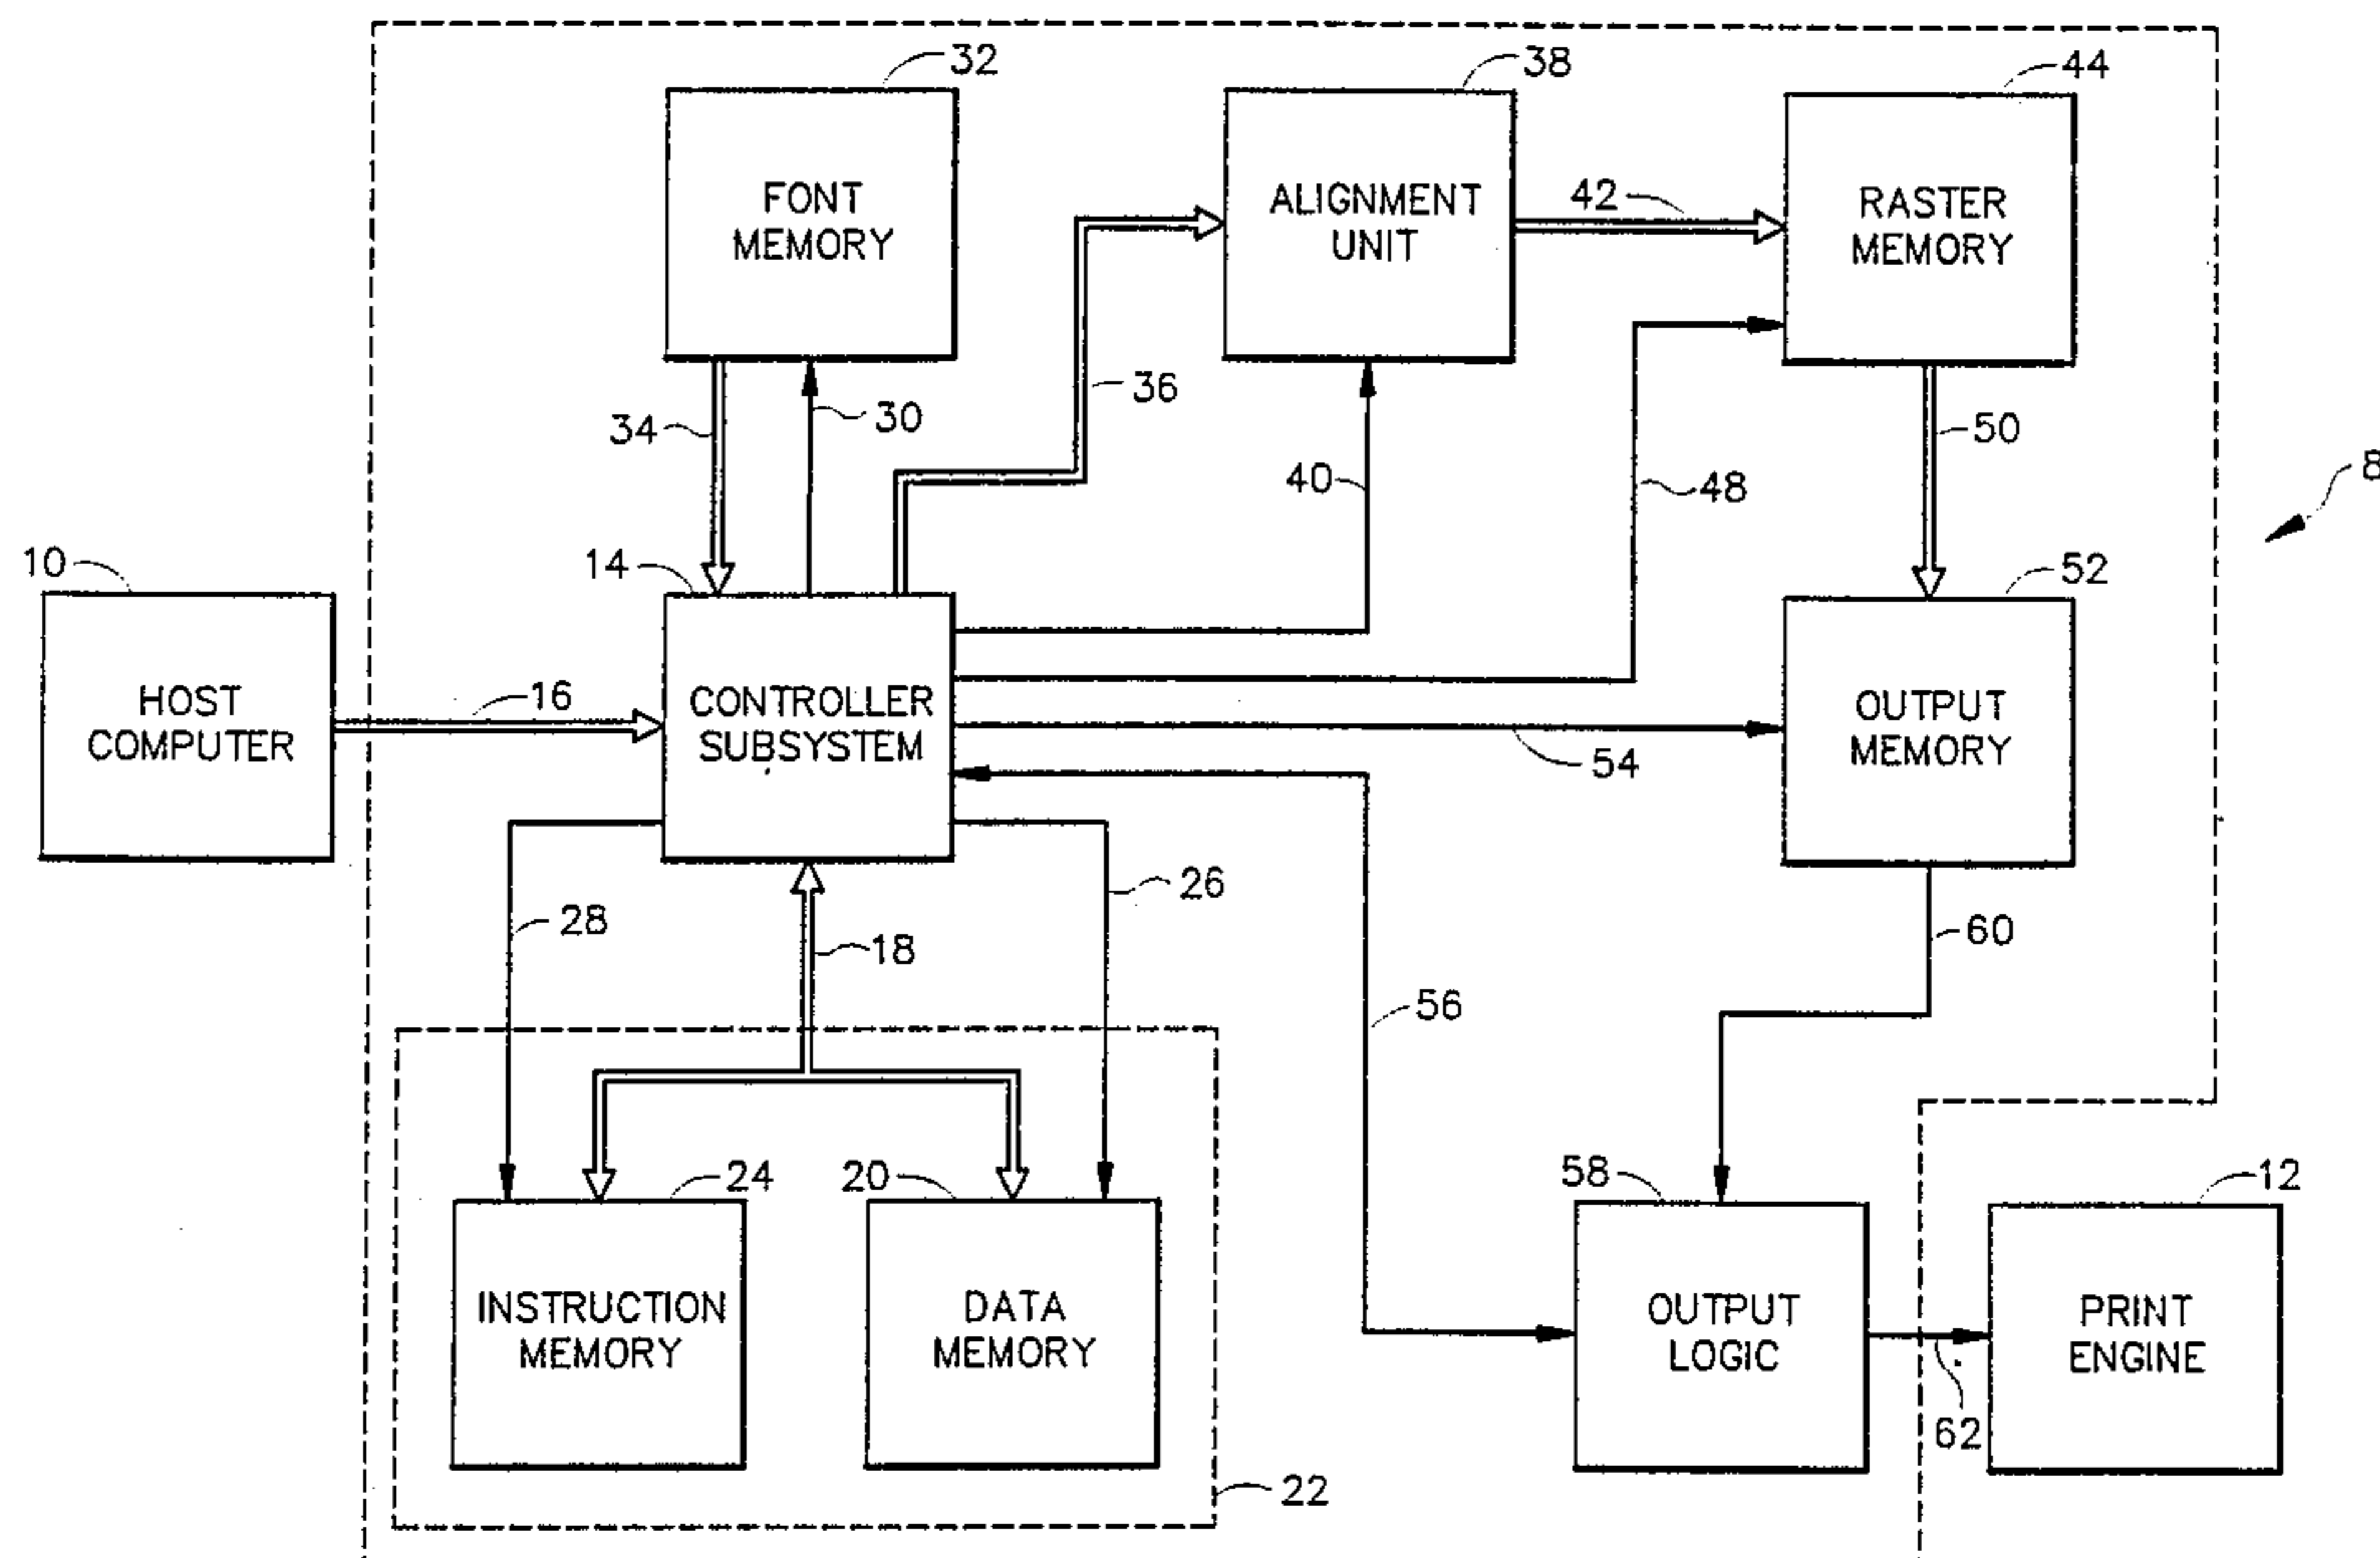 32
38
44
FONT
MEMORY
ALIGNMENT
UNIT
42
RASTER
MEMORY
34
30
36
40
48
50
8
10
14
52
HOST
COMPUTER
16
CONTROLLER
SUBSYSTEM
OUTPUT
MEMORY
54
28
18
26
56
60
24
20
58
12
INSTRUCTION
MEMORY
DATA
MEMORY
OUTPUT
LOGIC
PRINT
ENGINE
62
22